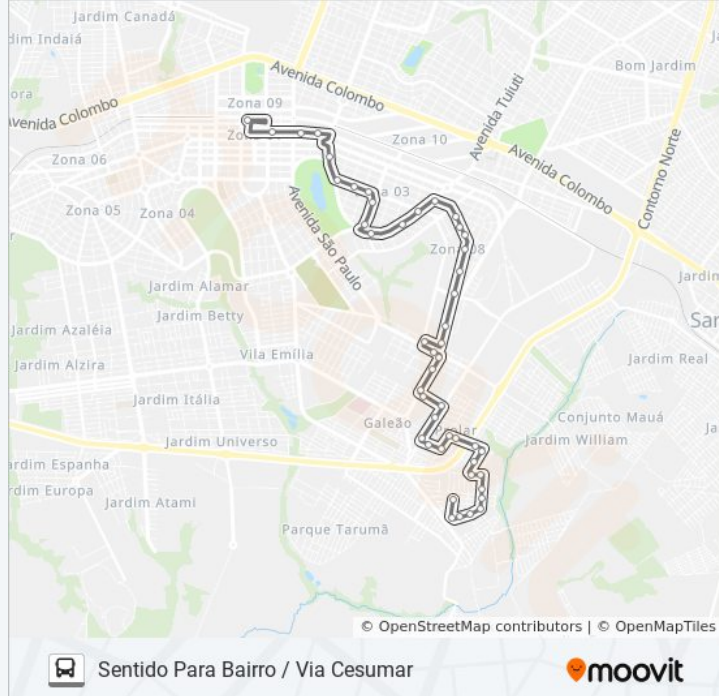 Jardim Canadá
Jardim Indaiá
Bom Jardim
Avenida Colombo
Zona 09
Avenida Tuiuti
Avenida Colombo
Zona 10
Avenida Colombo
Contorno Norte
Zona 06
Zona 05
Zona 04
03
Avenida São Paulo
Zona 08
Jardim Alamar
Jardim Betty
Jardim
San
Jardim Azaléia
Vila Emília
Jardim Real
Jardim Alzira
Jardim Itália
Galeão
Conjunto Mauá
Jardim William
Jardim Universo
Jardim Espanha
Jardim Europa
Jardim Atami
Parque Tarumã
© OpenStreetMap contributors | © OpenMapTiles
Sentido Para Bairro / Via Cesumar
moovit